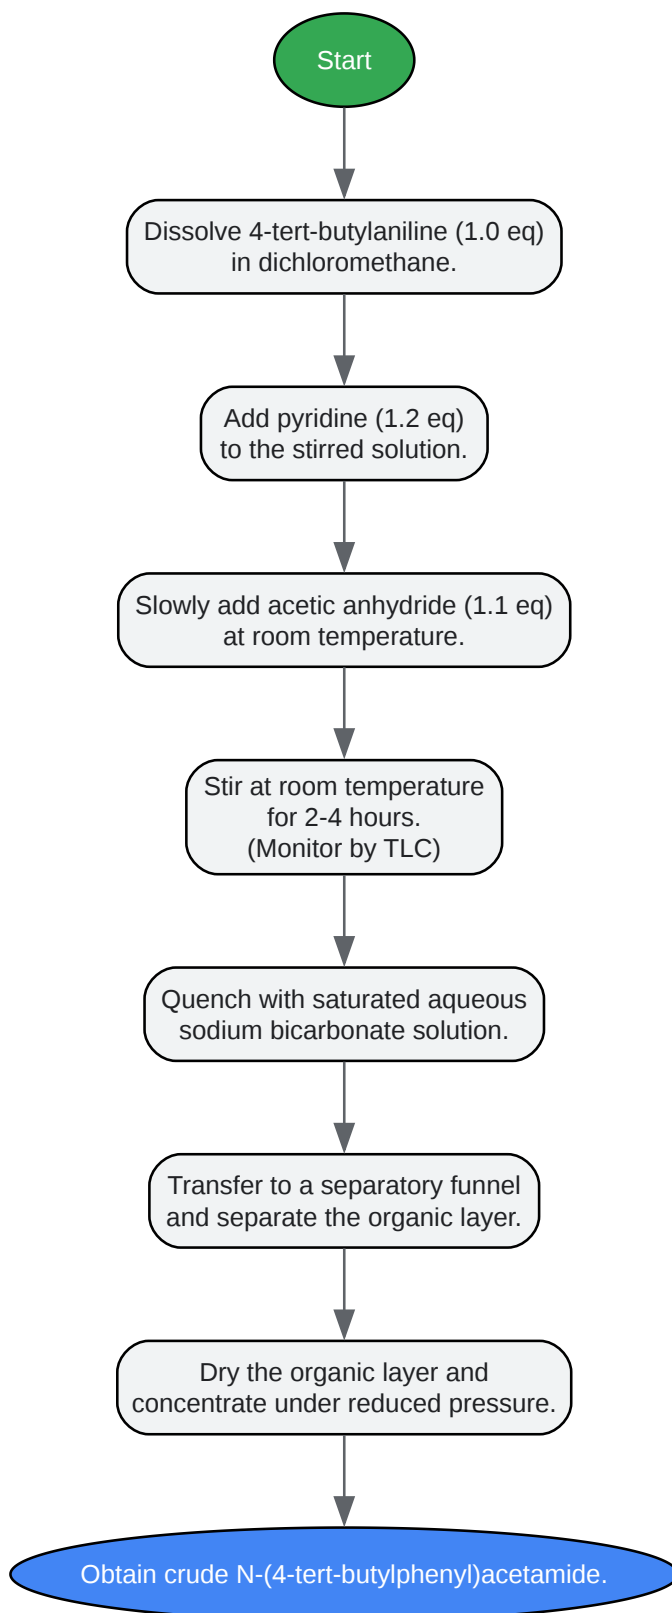 Start
Dissolve 4-tert-butylaniline (1.0 eq)
in dichloromethane.
Add pyridine (1.2 eq)
to the stirred solution.
Slowly add acetic anhydride (1.1 eq)
at room temperature.
Stir at room temperature
for 2-4 hours.
(Monitor by TLC)
Quench with saturated aqueous
sodium bicarbonate solution.
Transfer to a separatory funnel
and separate the organic layer.
Dry the organic layer and
concentrate under reduced pressure.
Obtain crude N-(4-tert-butylphenyl)acetamide.